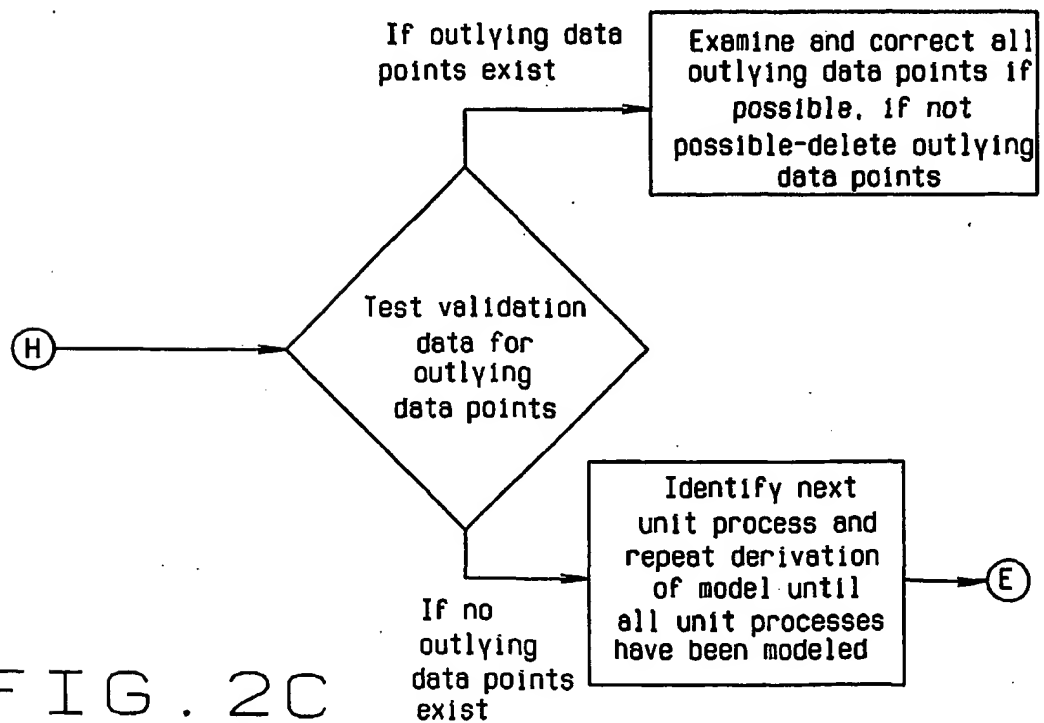 If outlying data
points exist
Examine and correct all
outlying data points if
possible, if not
possible-delete outlying
data points
H
Test validation
data for
outlying
data points
Identify next
unit process and
repeat derivation
of model until
all unit processes
have been modeled
E
If no
outlying
data points
exist
FIG. 2C